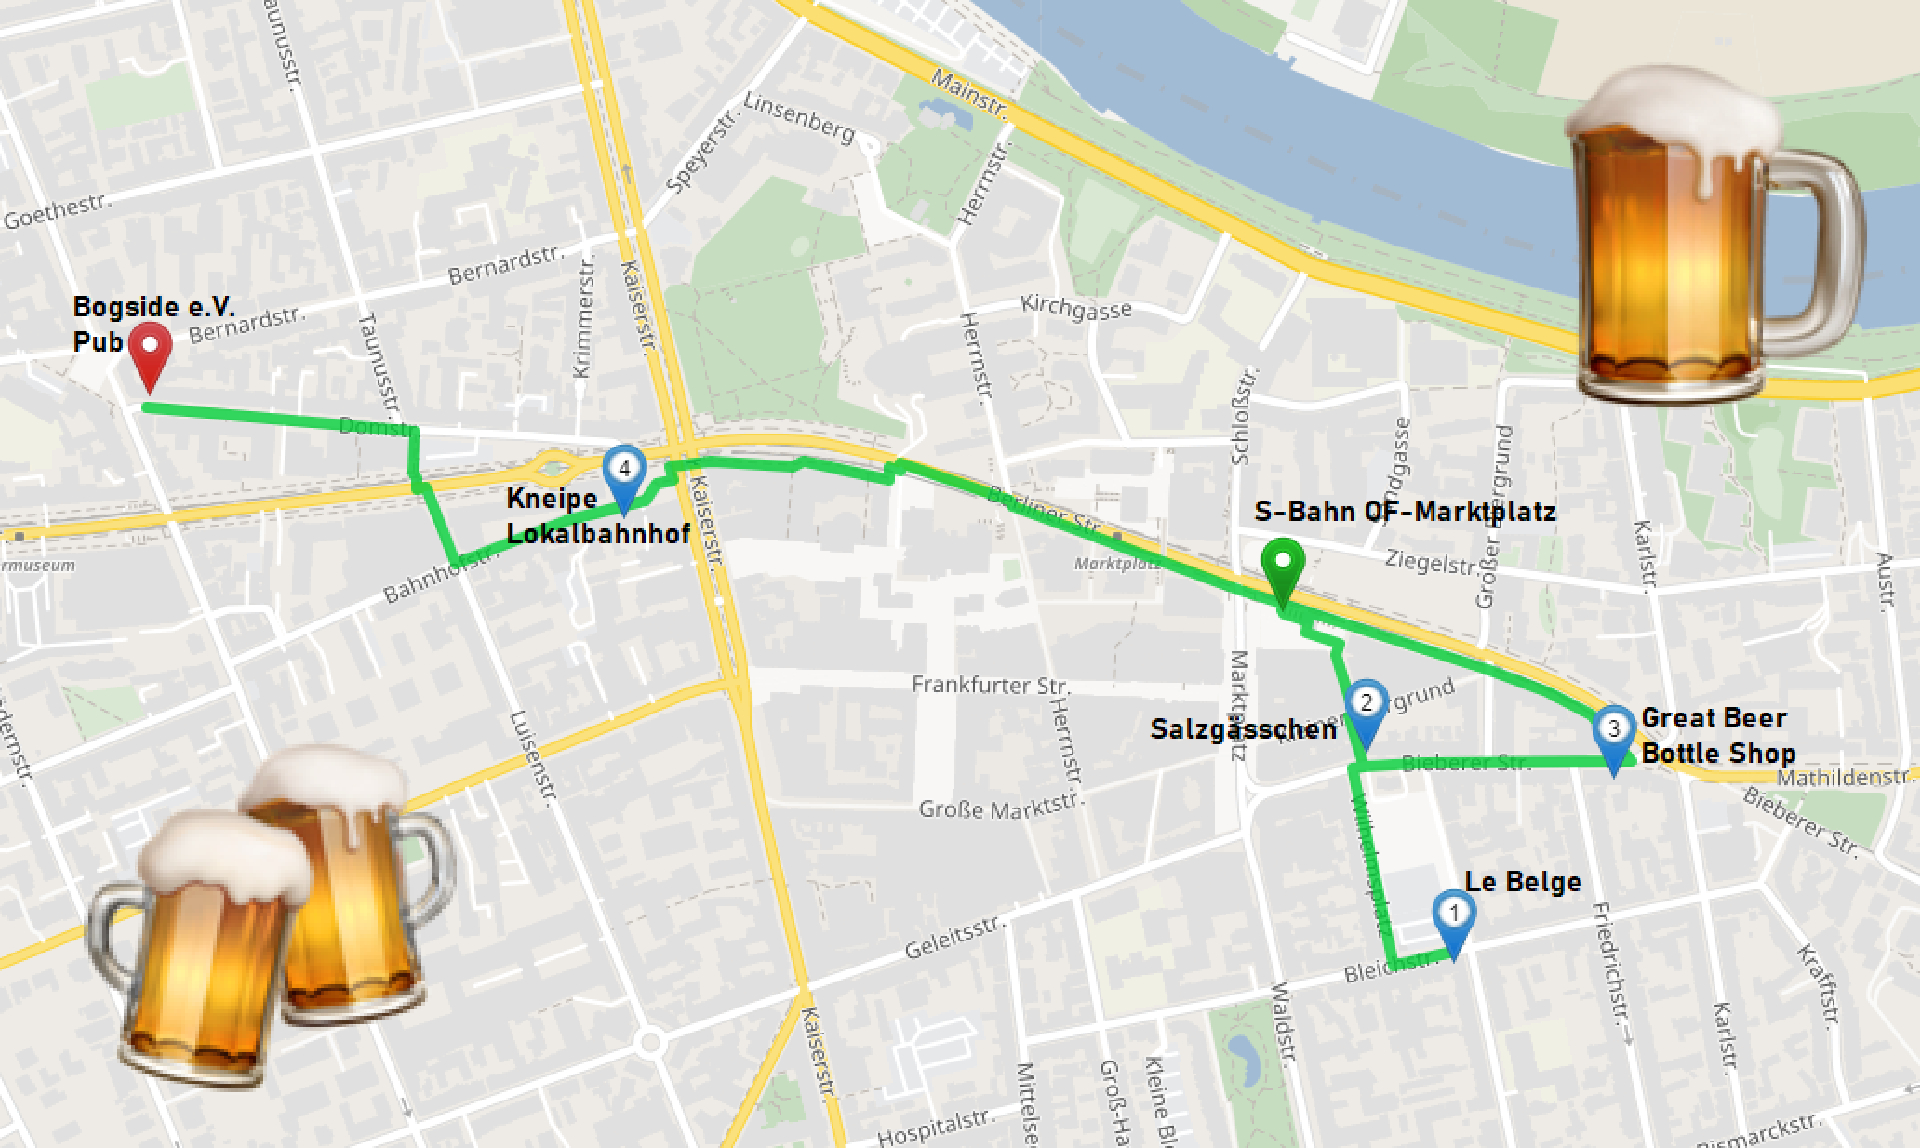 Taunusstr.
Mainstr.
Linsenberg
Speyerstr.
Herrnstr.
Goethestr.
Bernardstr.
Krimmerstr.
Kaiserstr.
Bogside e.V.
Pub
Bernardstr.
Taunusstr.
Kirchgasse
Herrnstr.
Schloßstr.
Domstr.
4
Kneipe
Lokalbahnhof
Kaiserstr.
Berliner Str.
Marktplatz
S-Bahn OF-Marktplatz
Ziegelstr.
Karlstr.
Austr.
rmuseum
Bahnhofstr.
Frankfurter Str.
Herrnstr.
Marktplatz
2
Salzgässchen
3
Great Beer
Bottle Shop
Bieberer Str.
Mathildenstr.
Bieberer Str.
Luisenstr.
Große Marktstr.
Wilhelmsplatz
Le Belge
1
Geleitsstr.
Bleichstr.
Friedrichstr.
Krafftstr.
Waldstr.
Kaiserstr.
Karlstr.
Hospitalstr.